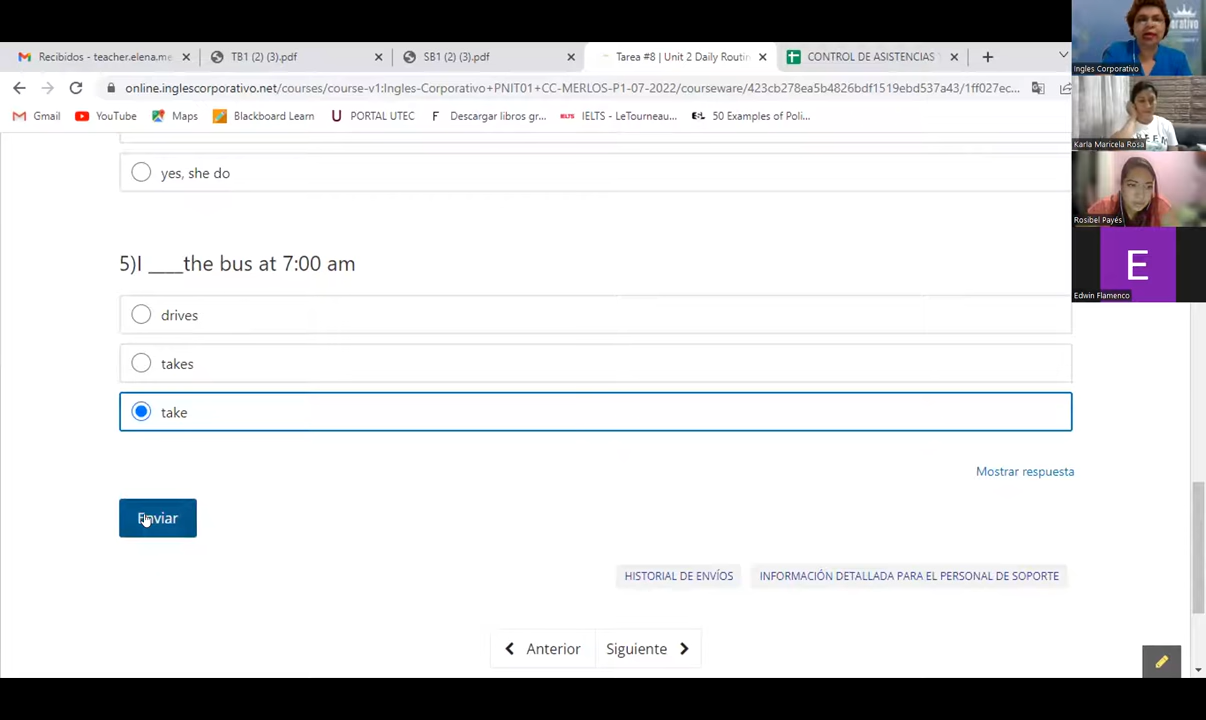 Recibidos - teacher.elena.me
TB1 (2) (3).pdf
SB1 (2) (3).pdf
Tarea #8 | Unit 2 Daily Routin
CONTROL DE ASISTENCIAS
online.inglescorporativo.net/courses/course-v1:Ingles-Corporativo+PNIT01+CC-MERLOS-P1-07-2022/courseware/423cb278ea5b4826bdf1519ebd537a43/1ff027ec...
Gmail
YouTube
Maps
Blackboard Learn
PORTAL UTEC
Descargar libros gr...
IELTS - LeTourneau...
50 Examples of Poli...
Ingles Corporativo
Karla Maricela Rosa
Rosibel Payés
E
Edwin Flamenco
yes, she do
5)I ____the bus at 7:00 am
drives
takes
take
Mostrar respuesta
Enviar
HISTORIAL DE ENVÍOS
INFORMACIÓN DETALLADA PARA EL PERSONAL DE SOPORTE
Anterior
Siguiente